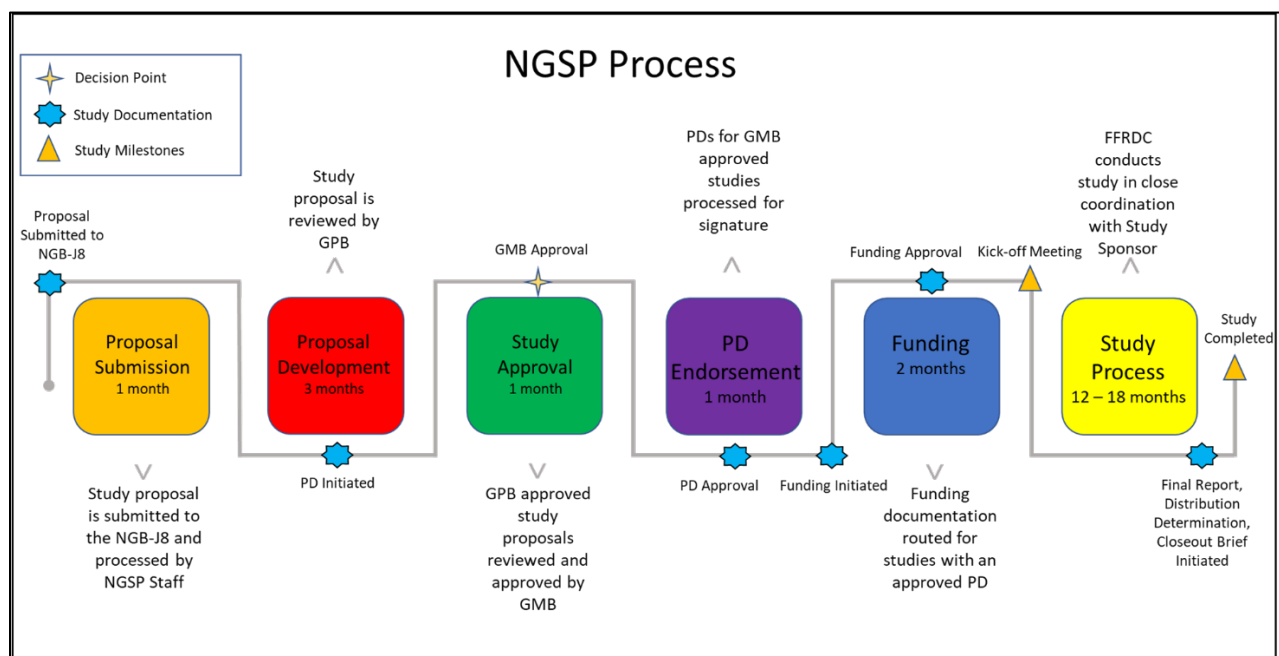 NGSP Process
Decision Point
Study Documentation
Study Milestones
Proposal
Submitted to
NGB-J8
Study
proposal is
reviewed by
GPB
GMB Approval
PDs for GMB
approved
studies
processed for
signature
Funding Approval
Kick-off Meeting
FFRDC
conducts
study in close
coordination
with Study
Sponsor
Proposal
Submission
1 month
Proposal
Development
3 months
Study
Approval
1 month
PD
Endorsement
1 month
Funding
2 months
Study
Process
12 – 18 months
Study
Completed
Study proposal
is submitted to
the NGB-J8 and
processed by
NGSP Staff
PD Initiated
GPB approved
study
proposals
reviewed and
approved by
GMB
PD Approval
Funding Initiated
Funding
documentation
routed for
studies with an
approved PD
Final Report,
Distribution
Determination,
Closeout Brief
Initiated